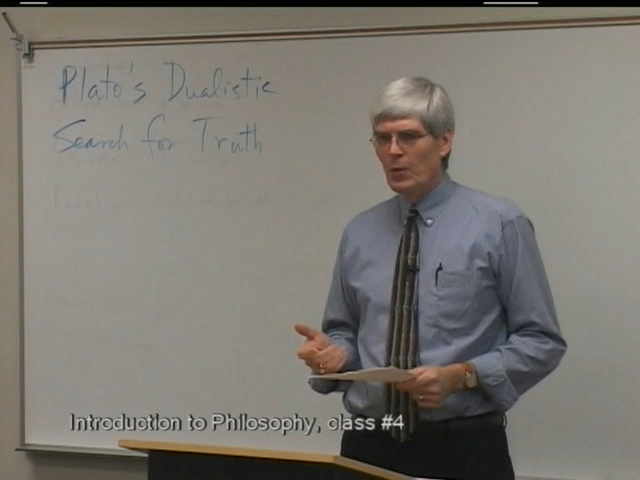 Plato's Dualistic
Search for Truth
Introduction to Philosophy, class #4